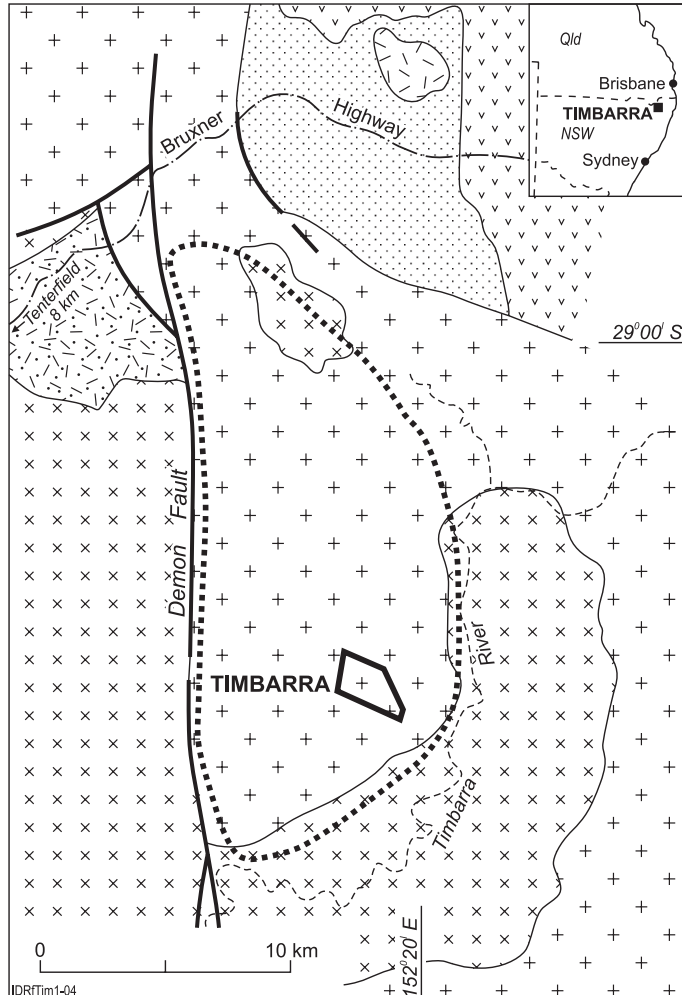 Qld
Brisbane
TIMBARRA
NSW
Sydney
Bruxner
Highway
Tenterfield
8 km
29°00' S
Demon Fault
TIMBARRA
River
Timbarra
0
10 km
152°20' E
IDRfTim1-04